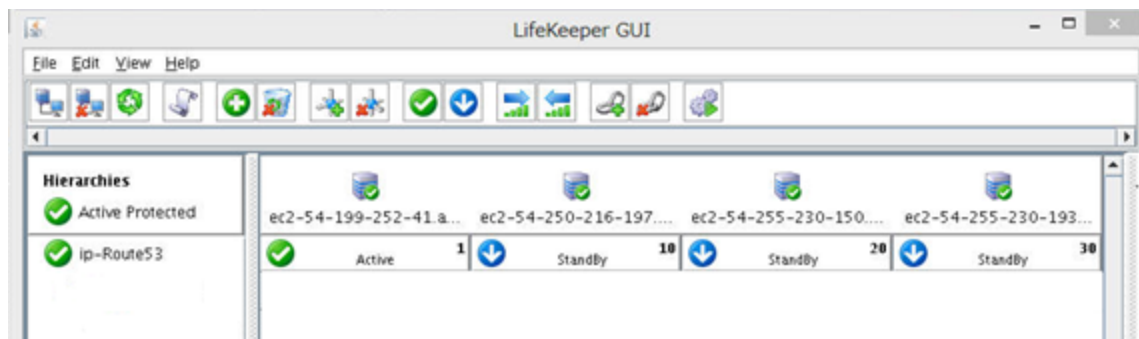 LifeKeeper GUI
File Edit View Help
Hierarchies
Active Protected
ec2-54-199-252-41.a... ec2-54-250-216-197.... ec2-54-255-230-150.... ec2-54-255-230-193...
ip-Route53 Active 1 StandBy 10 StandBy 20 StandBy 30